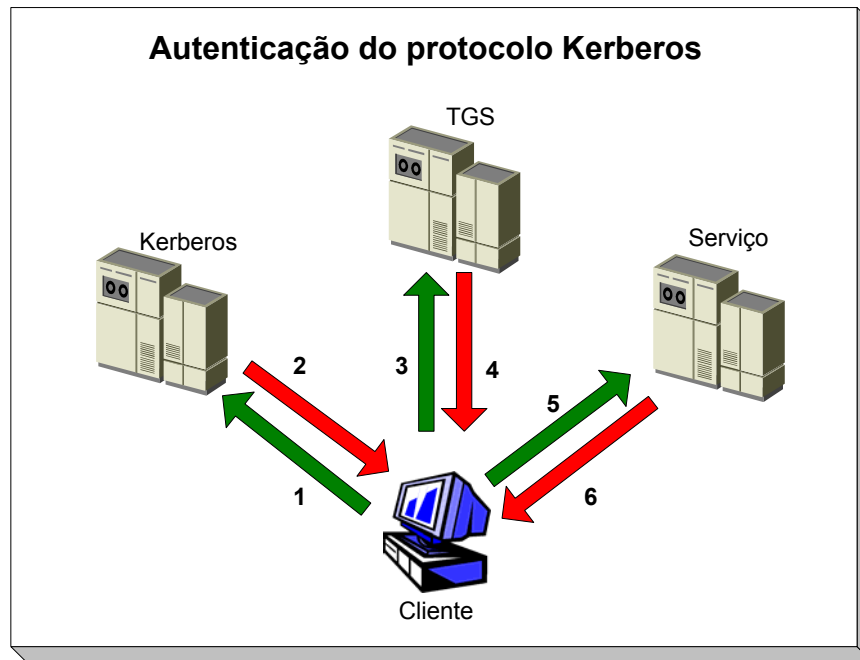 Autenticação do protocolo Kerberos
TGS
Kerberos
Serviço
2
3
4
5
1
6
Cliente